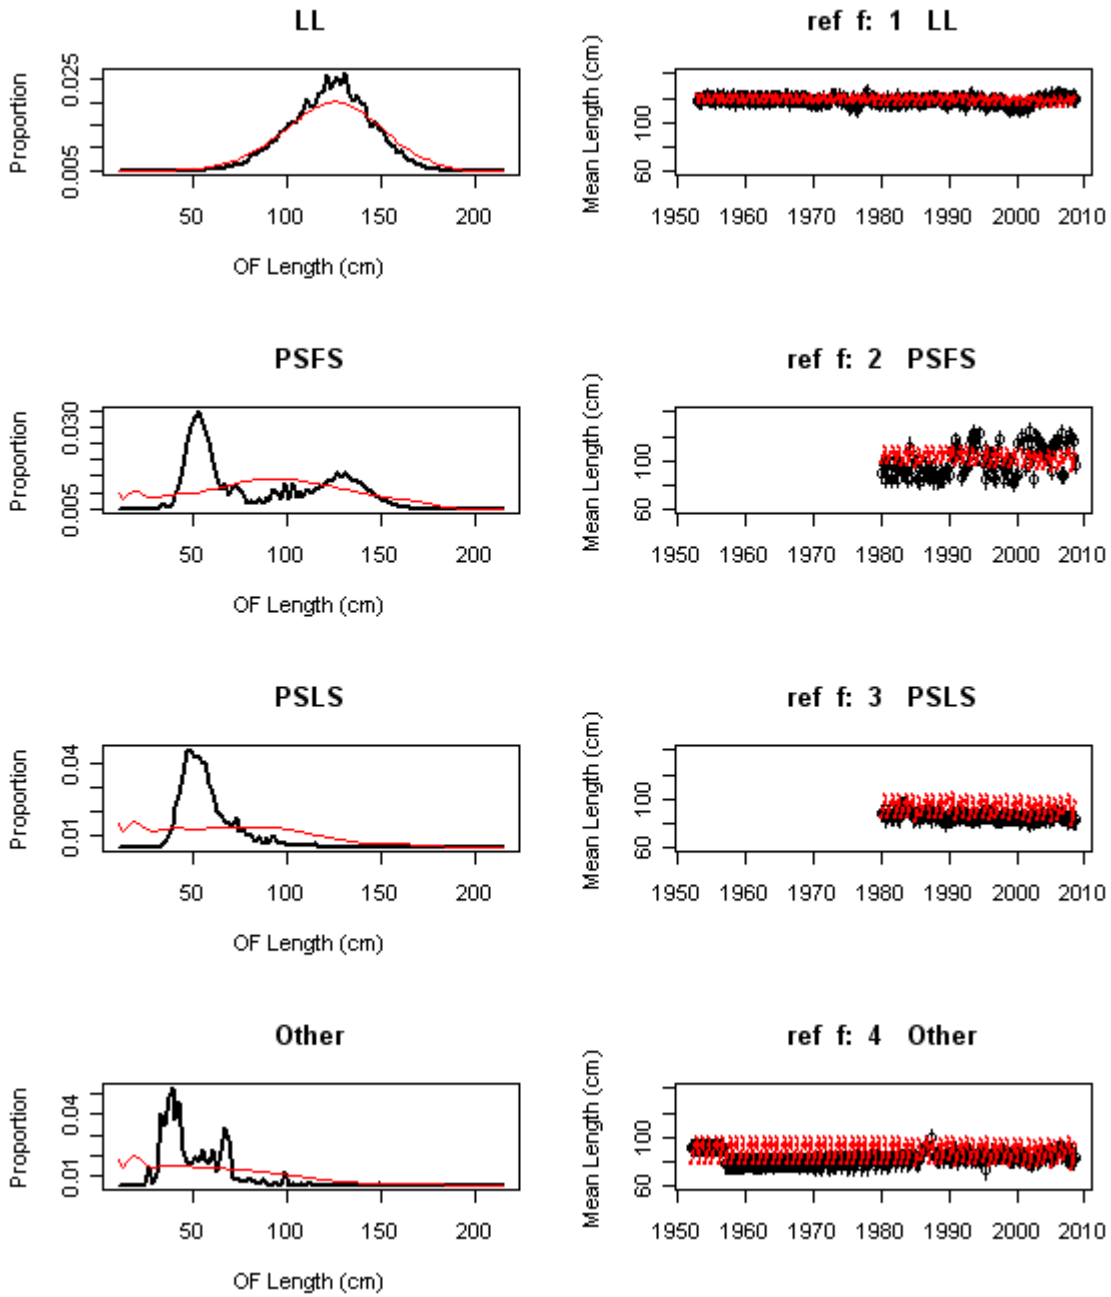 LL
Proportion
0.005 0.025
50 100 150 200
OF Length (cm)
ref f: 1 LL
Mean Length (cm)
60 100
1950 1960 1970 1980 1990 2000 2010
PSFS
Proportion
0.005 0.030
50 100 150 200
OF Length (cm)
ref f: 2 PSFS
Mean Length (cm)
60 100
1950 1960 1970 1980 1990 2000 2010
PSLS
Proportion
0.01 0.04
50 100 150 200
OF Length (cm)
ref f: 3 PSLS
Mean Length (cm)
60 100
1950 1960 1970 1980 1990 2000 2010
Other
Proportion
0.01 0.04
50 100 150 200
OF Length (cm)
ref f: 4 Other
Mean Length (cm)
60 100
1950 1960 1970 1980 1990 2000 2010